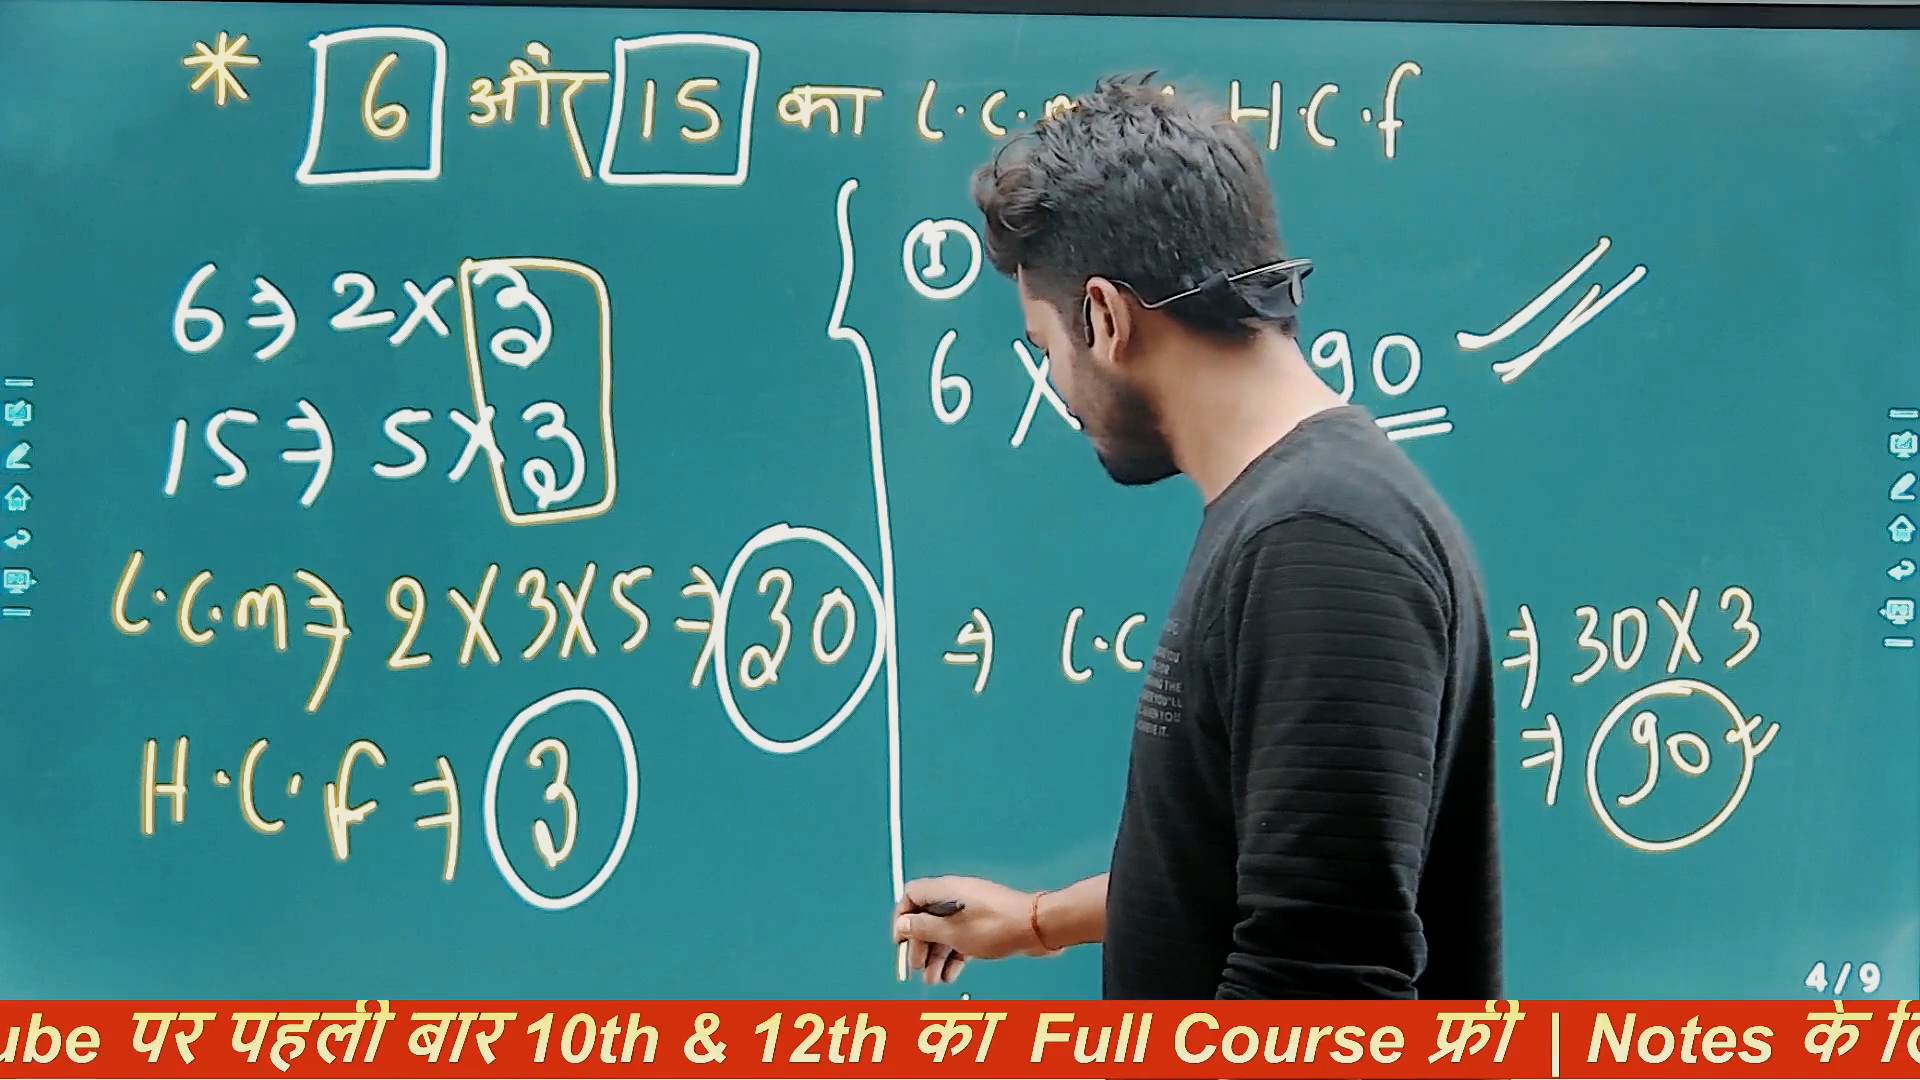 * 6 और 15 का L.C.m H.C.f
6 ⇒ 2×3
15 ⇒ 5×3
L.C.m ⇒ 2×3×5 ⇒ 30
H.C.f ⇒ 3
I
6 × 90
⇒ L.C ⇒ 30×3
⇒ 90
4/9
ube पर पहली बार 10th & 12th का Full Course फ्री | Notes के